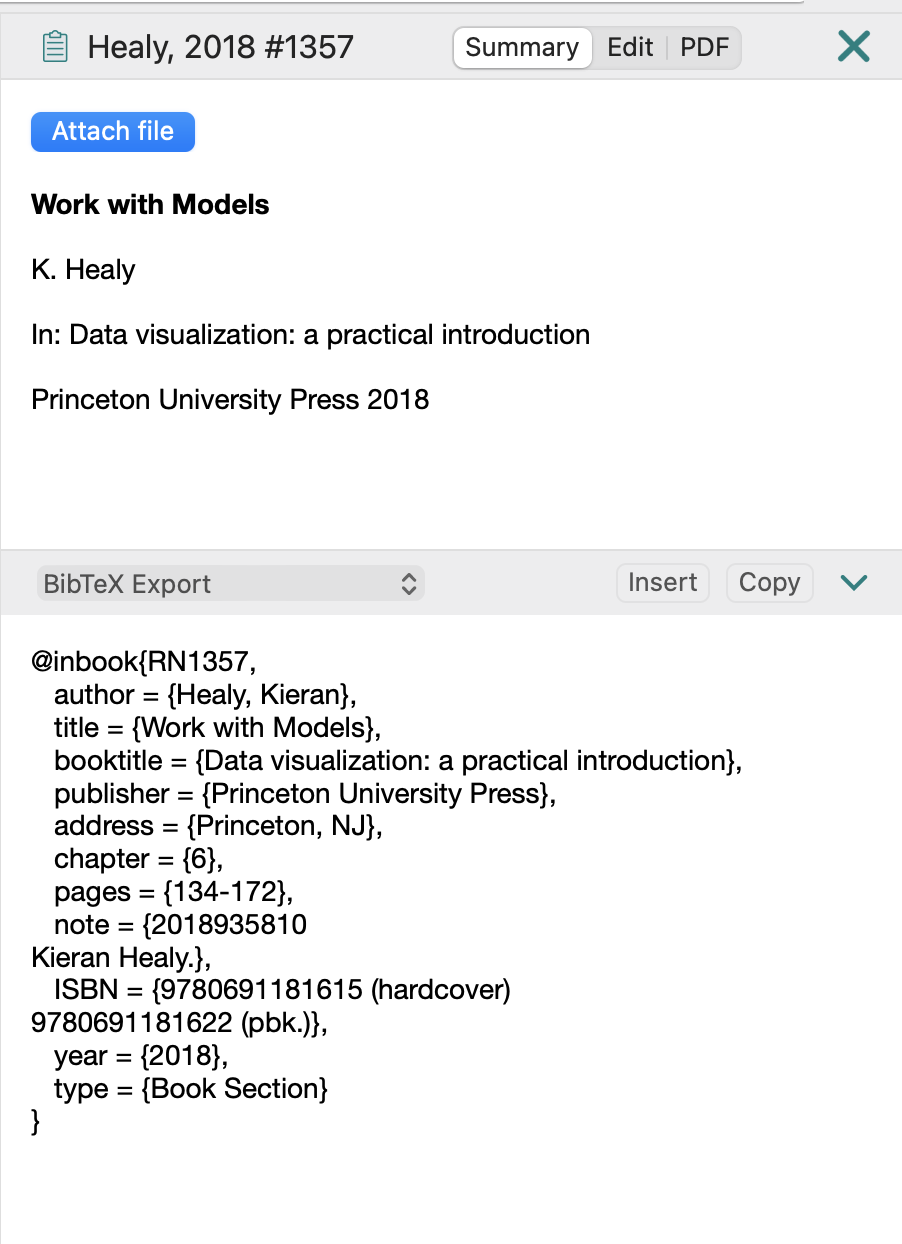 Healy, 2018 #1357
Summary
Edit
PDF
Attach file
Work with Models
K. Healy
In: Data visualization: a practical introduction
Princeton University Press 2018
BibTeX Export
Insert
Copy
@inbook{RN1357,
author = {Healy, Kieran},
title = {Work with Models},
booktitle = {Data visualization: a practical introduction},
publisher = {Princeton University Press},
address = {Princeton, NJ},
chapter = {6},
pages = {134-172},
note = {2018935810
Kieran Healy.},
ISBN = {9780691181615 (hardcover)
9780691181622 (pbk.)},
year = {2018},
type = {Book Section}
}